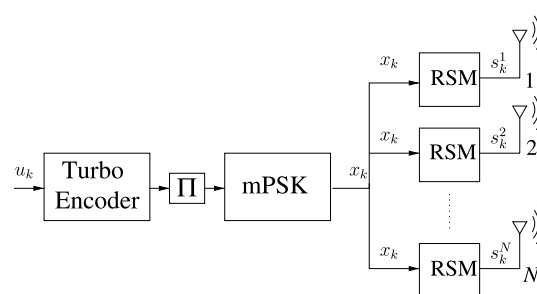 x_k
RSM
s_k^1
1
x_k
RSM
s_k^2
2
u_k
Turbo
Encoder
Π
mPSK
x_k
x_k
RSM
s_k^N
N